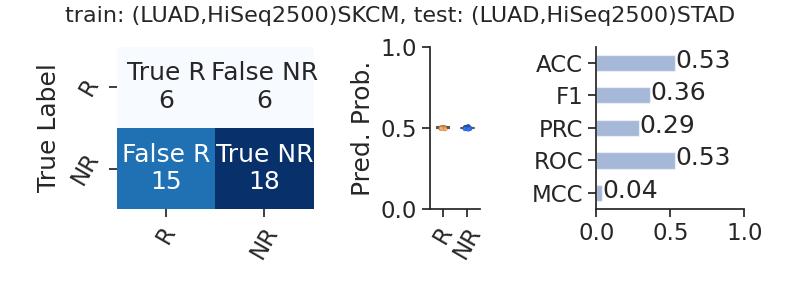 train: (LUAD,HiSeq2500)SKCM, test: (LUAD,HiSeq2500)STAD
True Label
R
NR
True R False NR
6 6
False R True NR
15 18
R NR
Pred. Prob.
1.0
0.5
0.0
R NR
ACC 0.53
F1 0.36
PRC 0.29
ROC 0.53
MCC 0.04
0.0 0.5 1.0